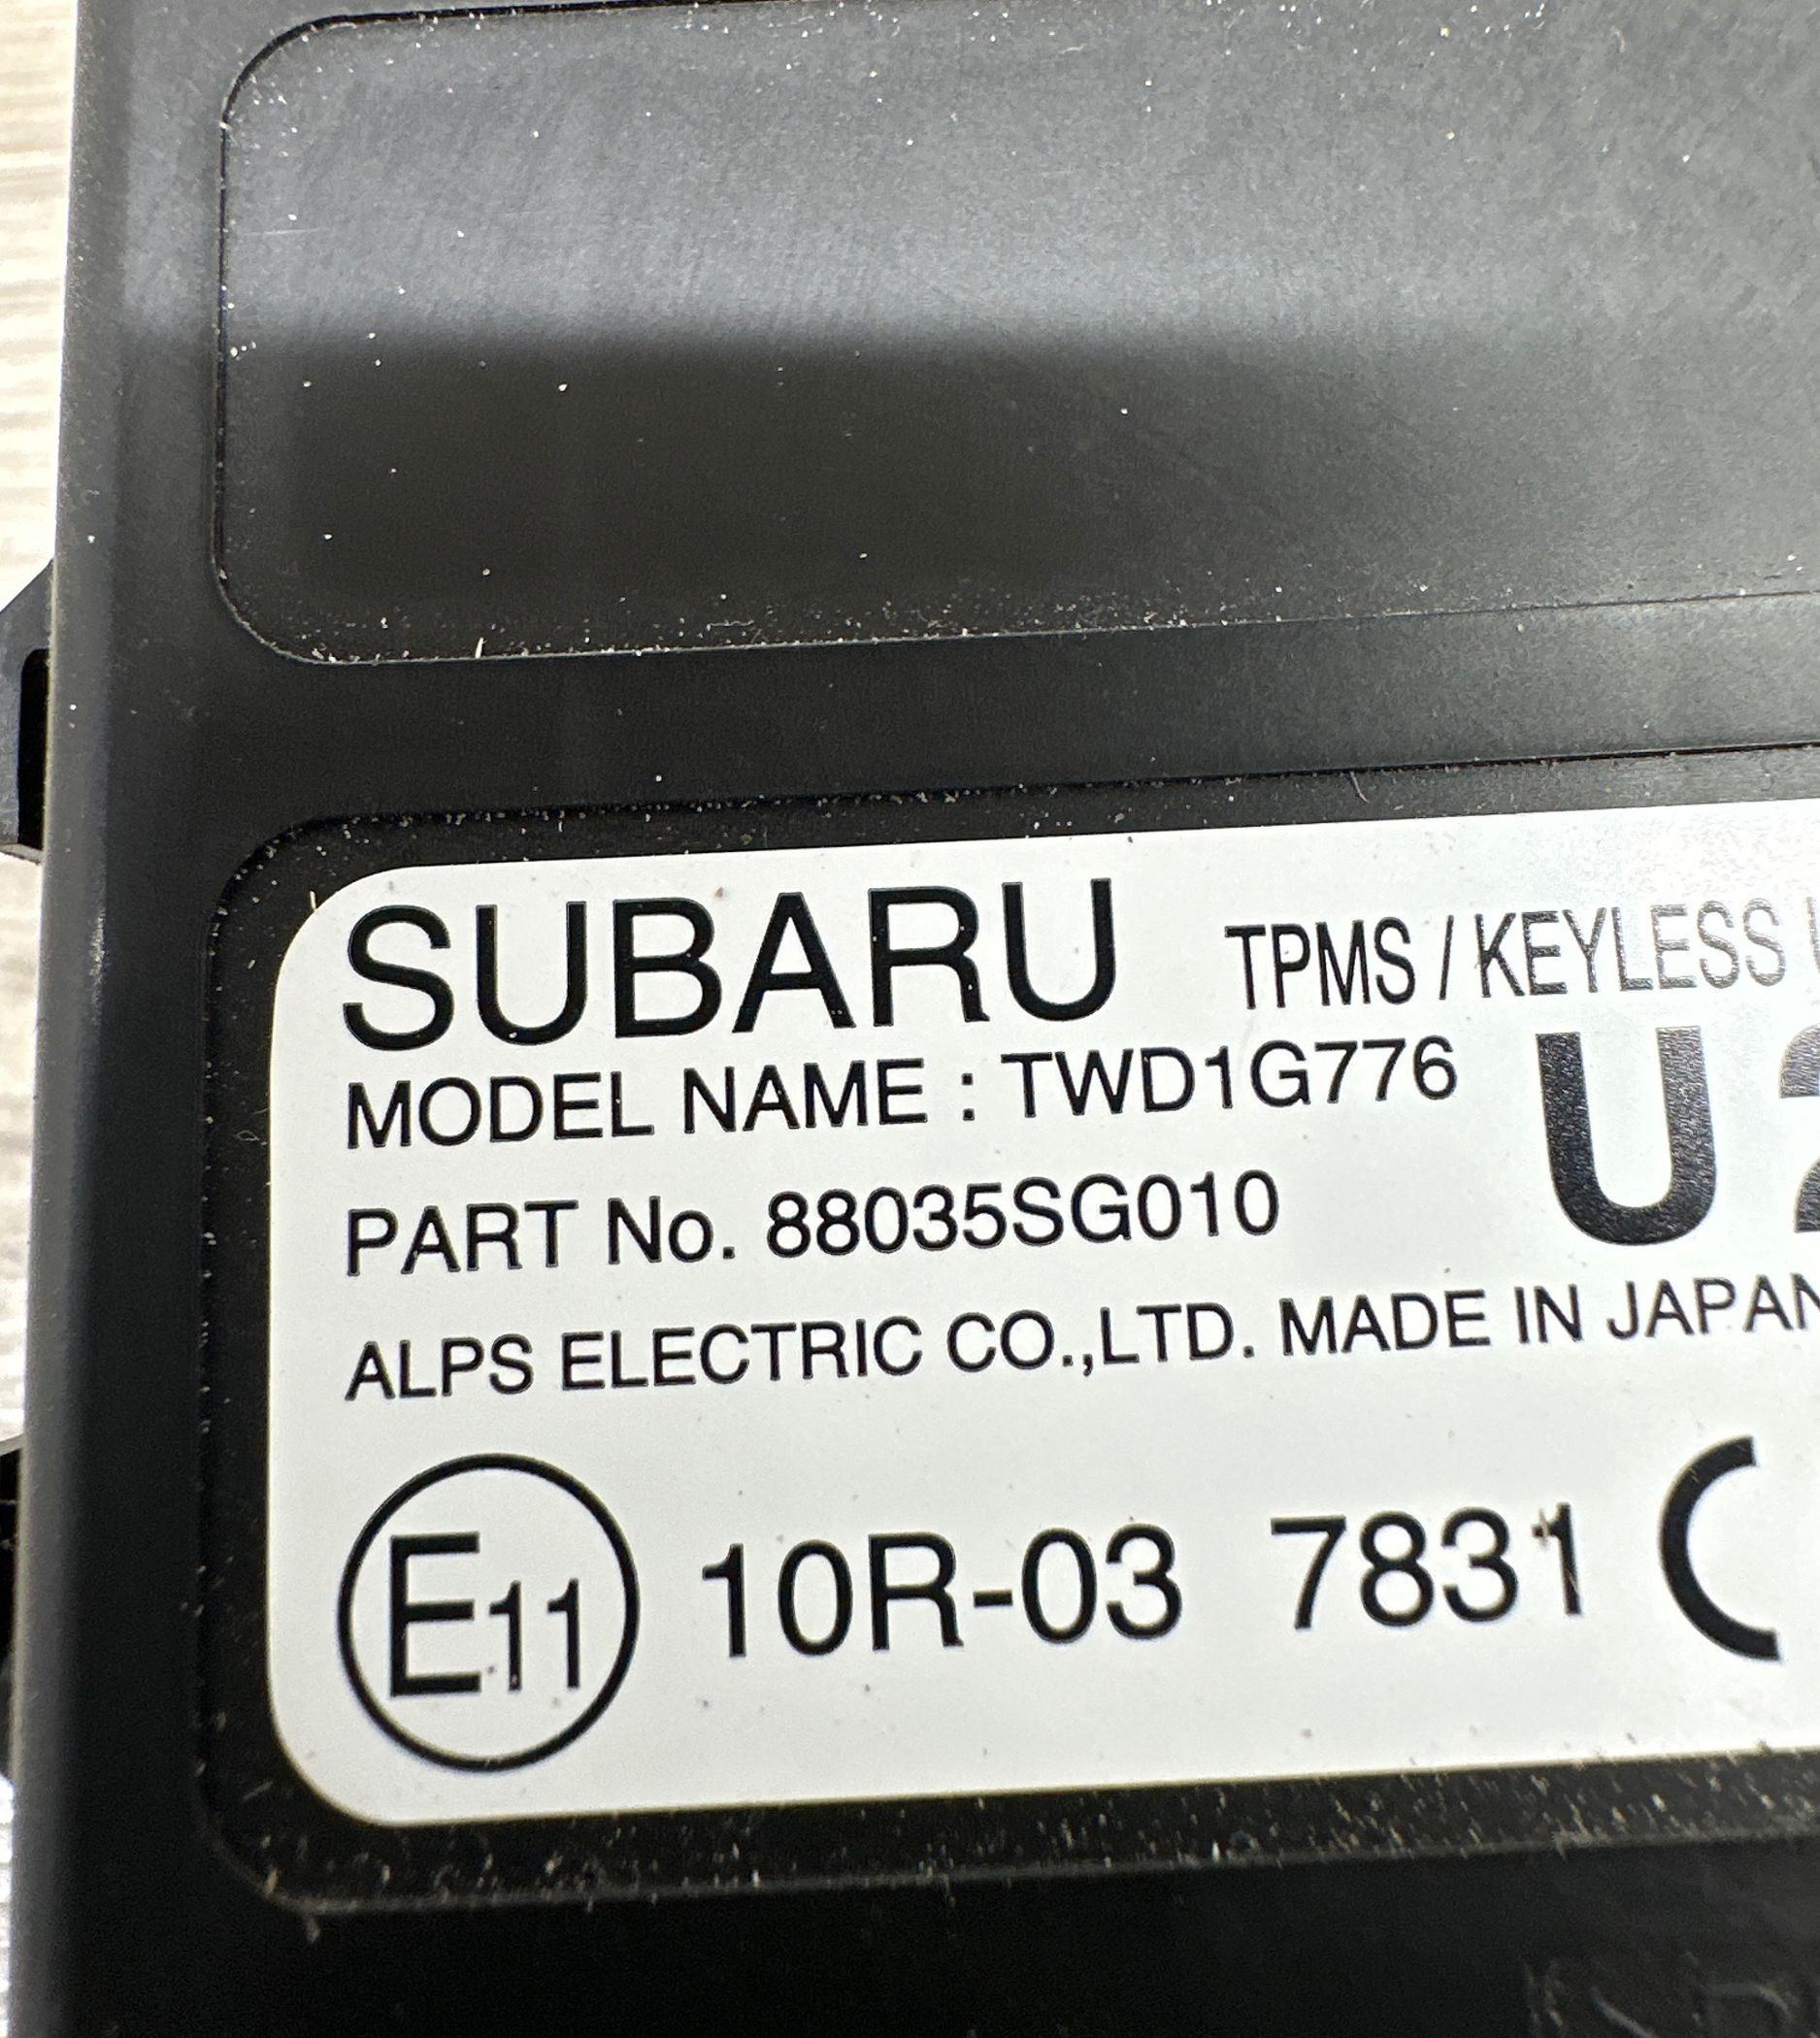 SUBARU TPMS / KEYLESS
MODEL NAME : TWD1G776
U
PART No. 88035SG010
ALPS ELECTRIC CO.,LTD. MADE IN JAPAN
E11 10R-03 7831